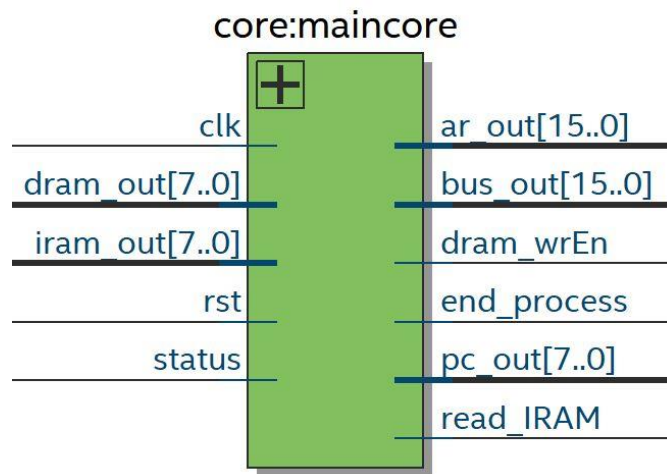 core:maincore
clk
dram_out[7..0]
iram_out[7..0]
rst
status
ar_out[15..0]
bus_out[15..0]
dram_wrEn
end_process
pc_out[7..0]
read_IRAM